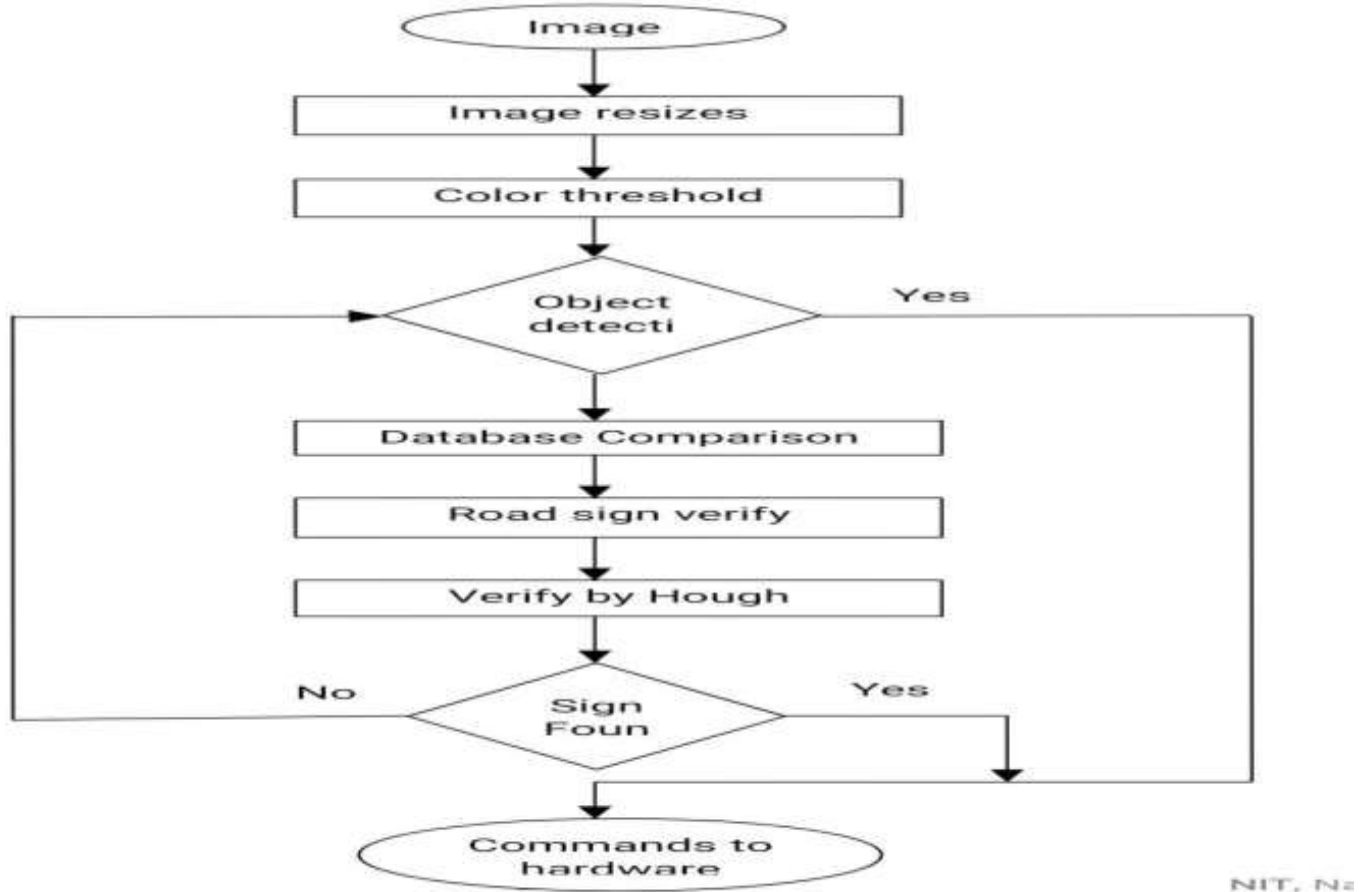 Image
Image resizes
Color threshold
Object
detecti
Yes
Database Comparison
Road sign verify
Verify by Hough
No
Sign
Foun
Yes
Commands to
hardware
NIT, Na